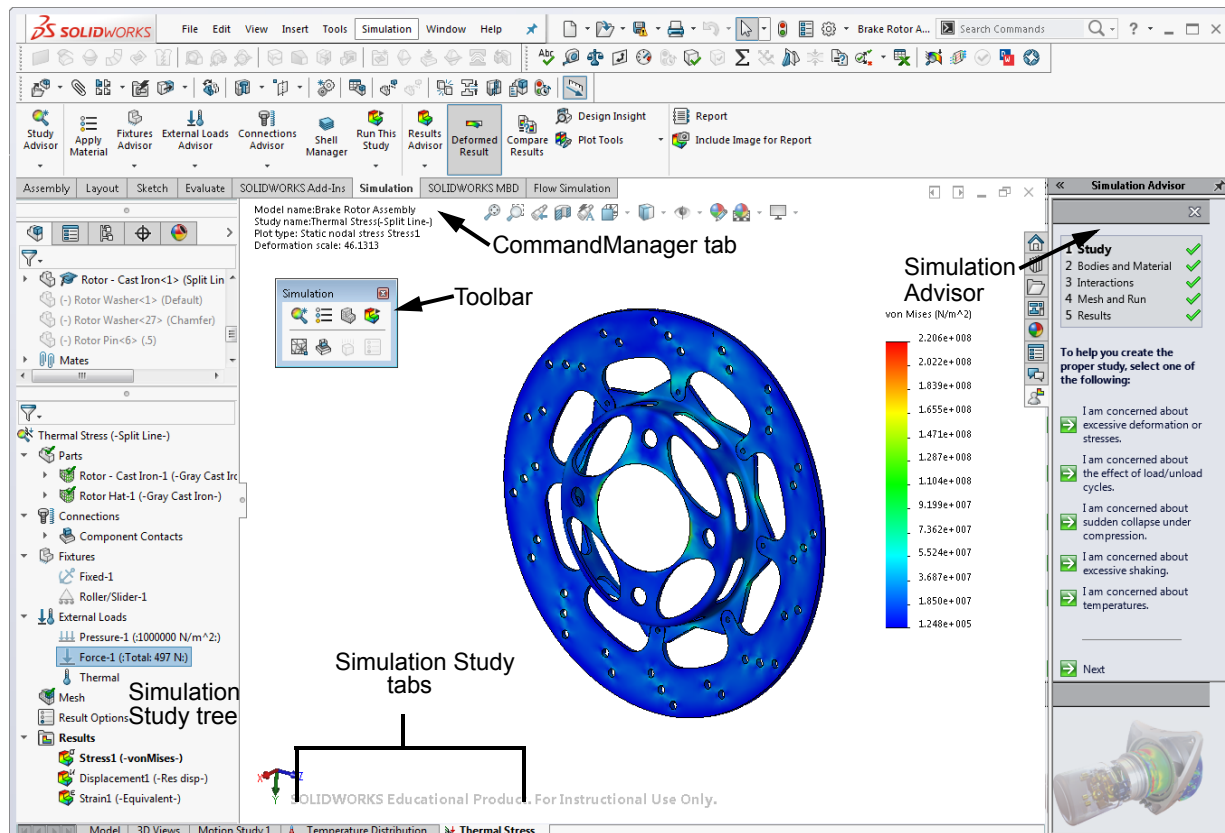 SOLIDWORKS
File Edit View Insert Tools Simulation Window Help
Brake Rotor A...
Search Commands
?
Abc
Study Advisor
Apply Material
Fixtures Advisor
External Loads Advisor
Connections Advisor
Shell Manager
Run This Study
Results Advisor
Deformed Result
Compare Results
Design Insight
Plot Tools
Report
Include Image for Report
Assembly Layout Sketch Evaluate SOLIDWORKS Add-Ins Simulation SOLIDWORKS MBD Flow Simulation
Rotor - Cast Iron<1> (Split Lin
(-) Rotor Washer<1> (Default)
(-) Rotor Washer<27> (Chamfer)
(-) Rotor Pin<6> (.5)
Mates
Thermal Stress (-Split Line-)
Parts
Rotor - Cast Iron-1 (-Gray Cast Irc
Rotor Hat-1 (-Gray Cast Iron-)
Connections
Component Contacts
Fixtures
Fixed-1
Roller/Slider-1
External Loads
Pressure-1 (:1000000 N/m^2:)
Force-1 (:Total: 497 N:)
Thermal
Mesh
Result Options
Results
Stress1 (-vonMises-)
Displacement1 (-Res disp-)
Strain1 (-Equivalent-)
Simulation
Study tree
Model name:Brake Rotor Assembly
Study name:Thermal Stress(-Split Line-)
Plot type: Static nodal stress Stress1
Deformation scale: 46.1313
CommandManager tab
Simulation
Toolbar
Simulation
Advisor
von Mises (N/m^2)
2.206e+008
2.022e+008
1.839e+008
1.655e+008
1.471e+008
1.287e+008
1.104e+008
9.199e+007
7.362e+007
5.524e+007
3.687e+007
1.850e+007
1.248e+005
Simulation Study
tabs
X
Z
Y
SOLIDWORKS Educational Product. For Instructional Use Only.
Model 3D Views Motion Study 1 Temperature Distribution Thermal Stress
Simulation Advisor
1 Study
2 Bodies and Material
3 Interactions
4 Mesh and Run
5 Results
To help you create the
proper study, select one of
the following:
I am concerned about
excessive deformation or
stresses.
I am concerned about
the effect of load/unload
cycles.
I am concerned about
sudden collapse under
compression.
I am concerned about
excessive shaking.
I am concerned about
temperatures.
Next